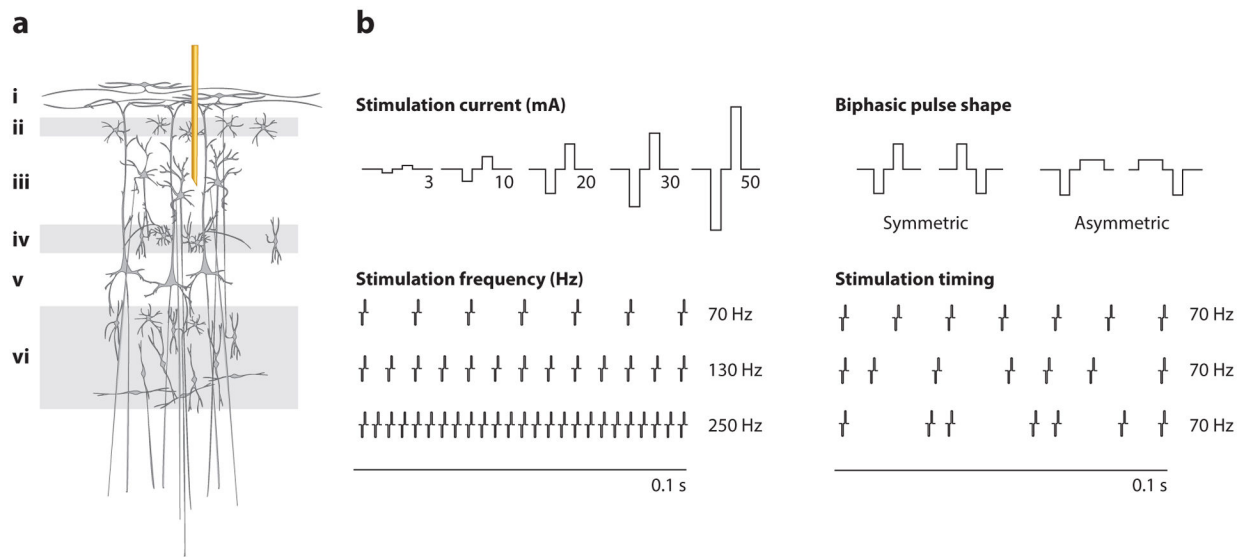 a
i
ii
iii
iv
v
vi
b
Stimulation current (mA)
3
10
20
30
50
Biphasic pulse shape
Symmetric
Asymmetric
Stimulation frequency (Hz)
70 Hz
130 Hz
250 Hz
0.1 s
Stimulation timing
70 Hz
70 Hz
70 Hz
0.1 s